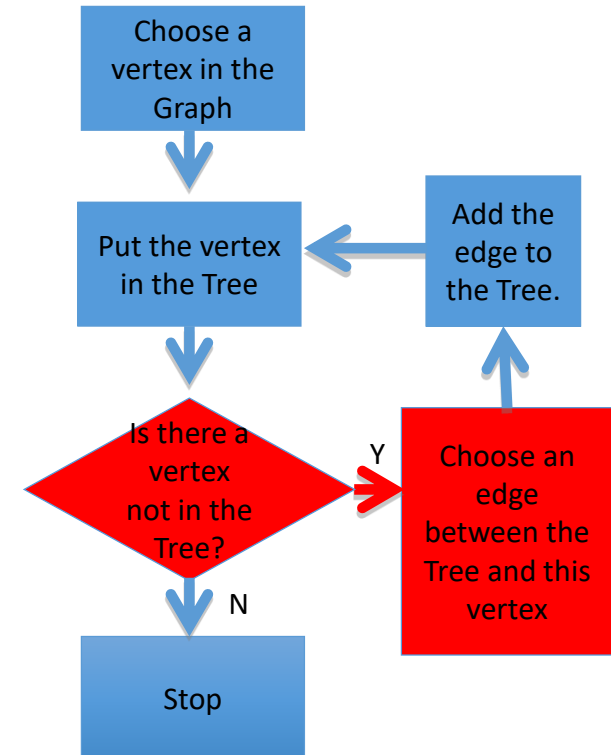 Choose a
vertex in the
Graph
Put the vertex
in the Tree
Add the
edge to
the Tree.
Is there a
vertex
not in the
Tree?
Y
Choose an
edge
between the
Tree and this
vertex
N
Stop